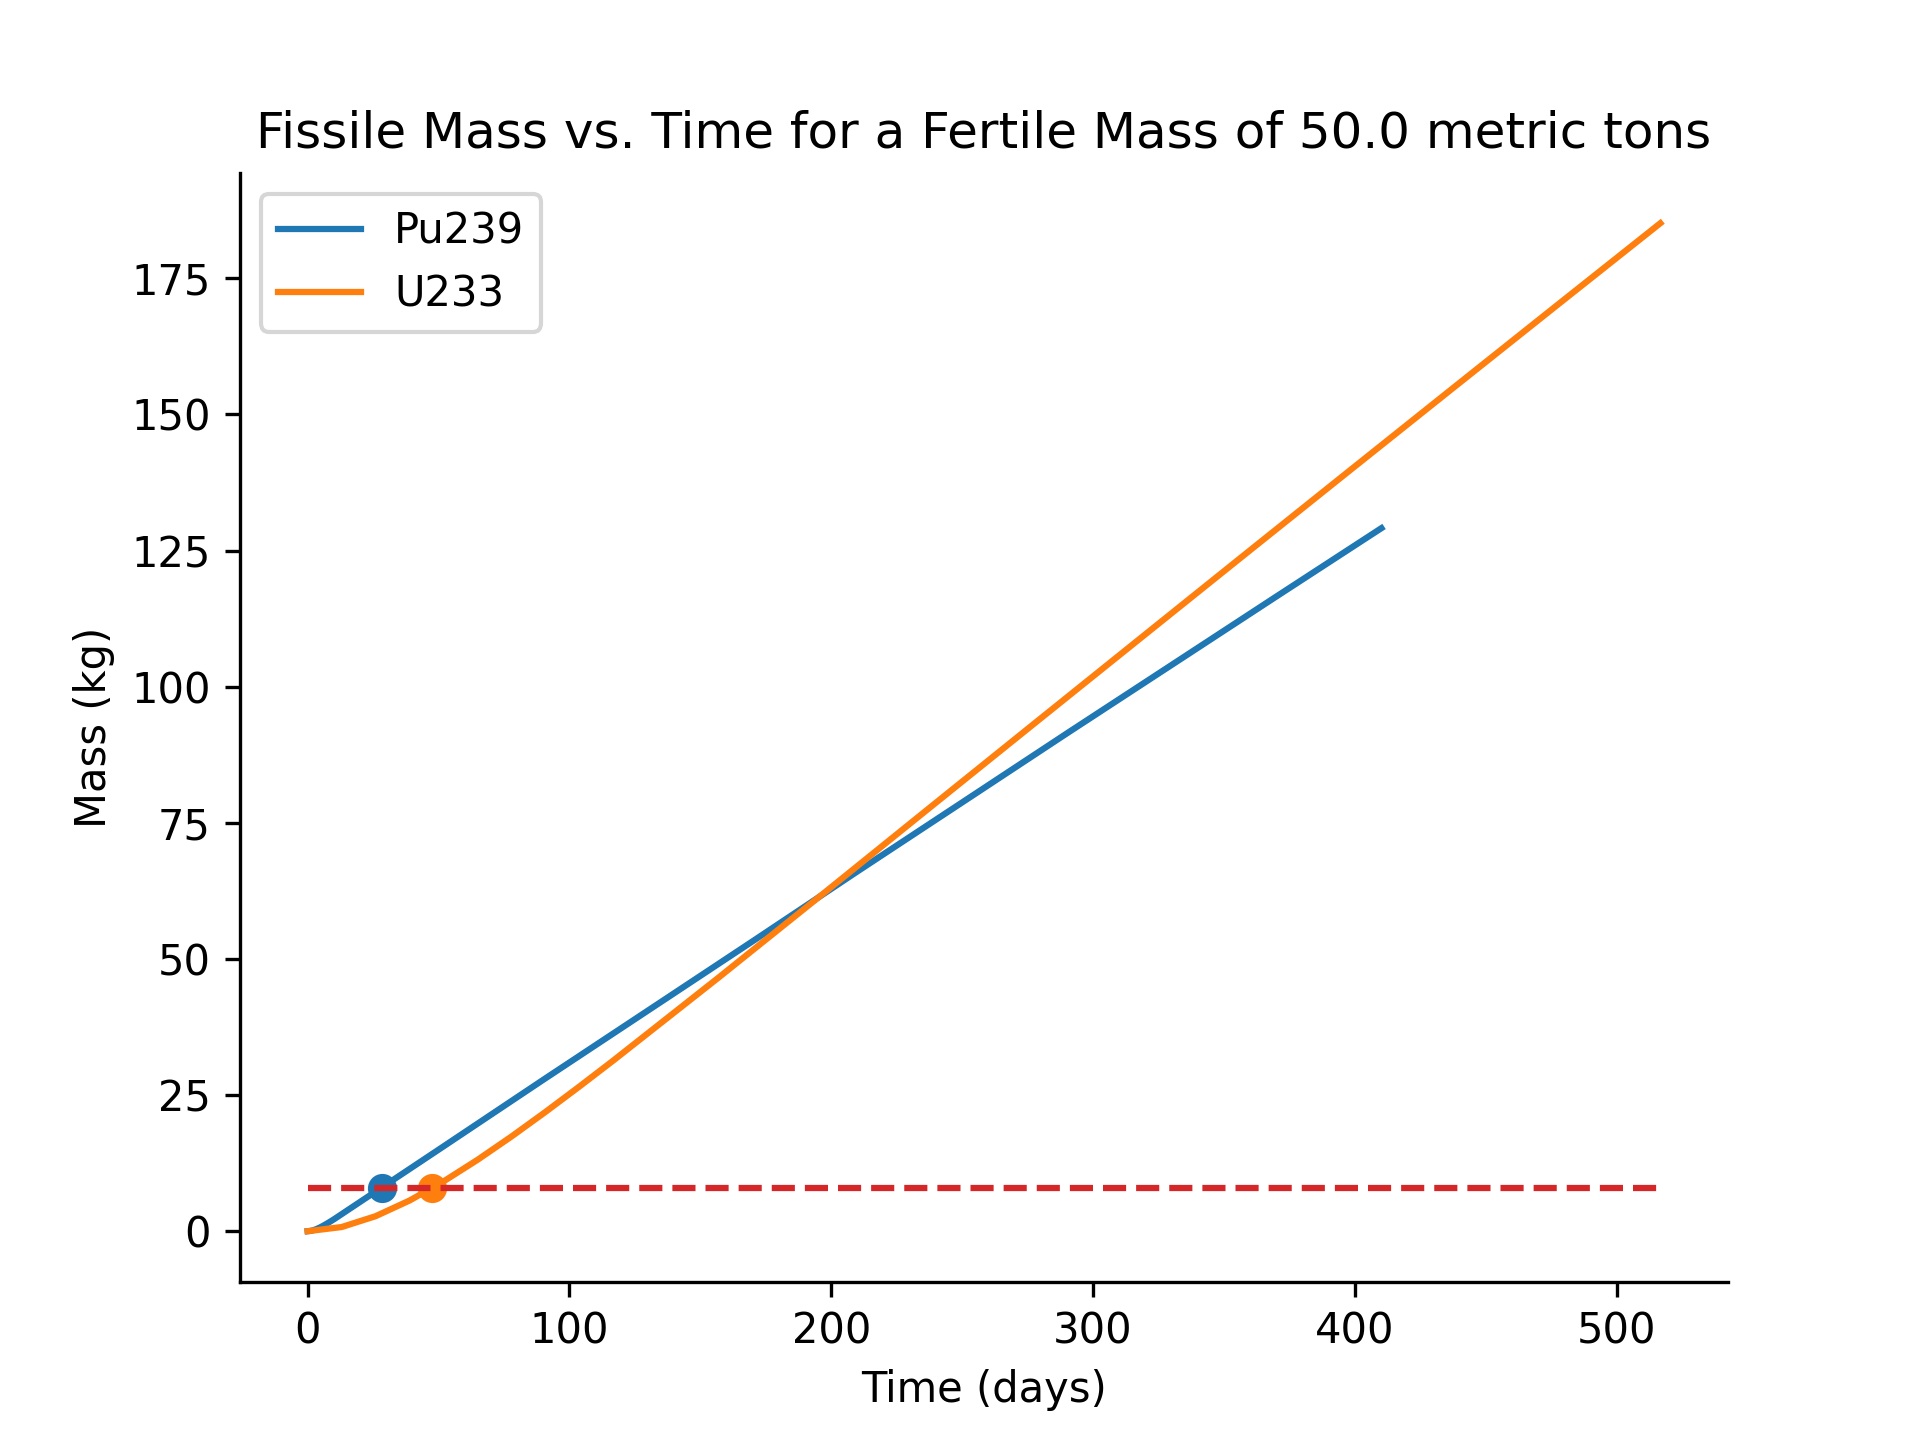 Fissile Mass vs. Time for a Fertile Mass of 50.0 metric tons
Pu239
U233
175
150
125
100
75
50
25
0
Mass (kg)
0 100 200 300 400 500
Time (days)